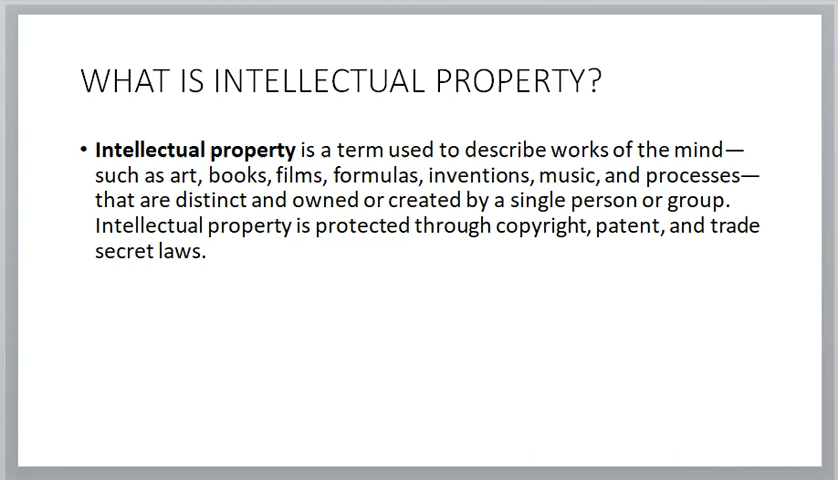 WHAT IS INTELLECTUAL PROPERTY?
• Intellectual property is a term used to describe works of the mind—
such as art, books, films, formulas, inventions, music, and processes—
that are distinct and owned or created by a single person or group.
Intellectual property is protected through copyright, patent, and trade
secret laws.